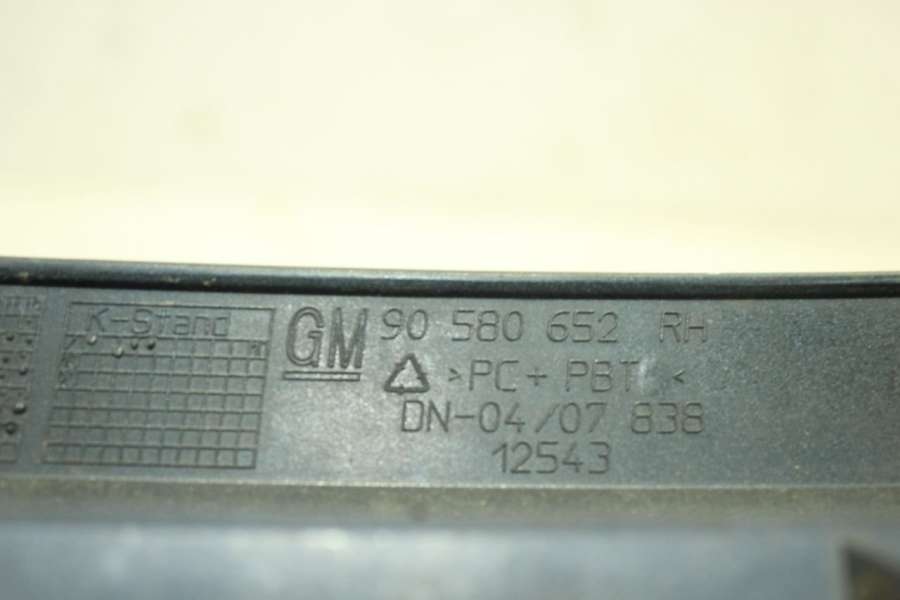 K-Stand
GM 90 580 652 RH
>PC + PBT <
DN-04/07 838
12543